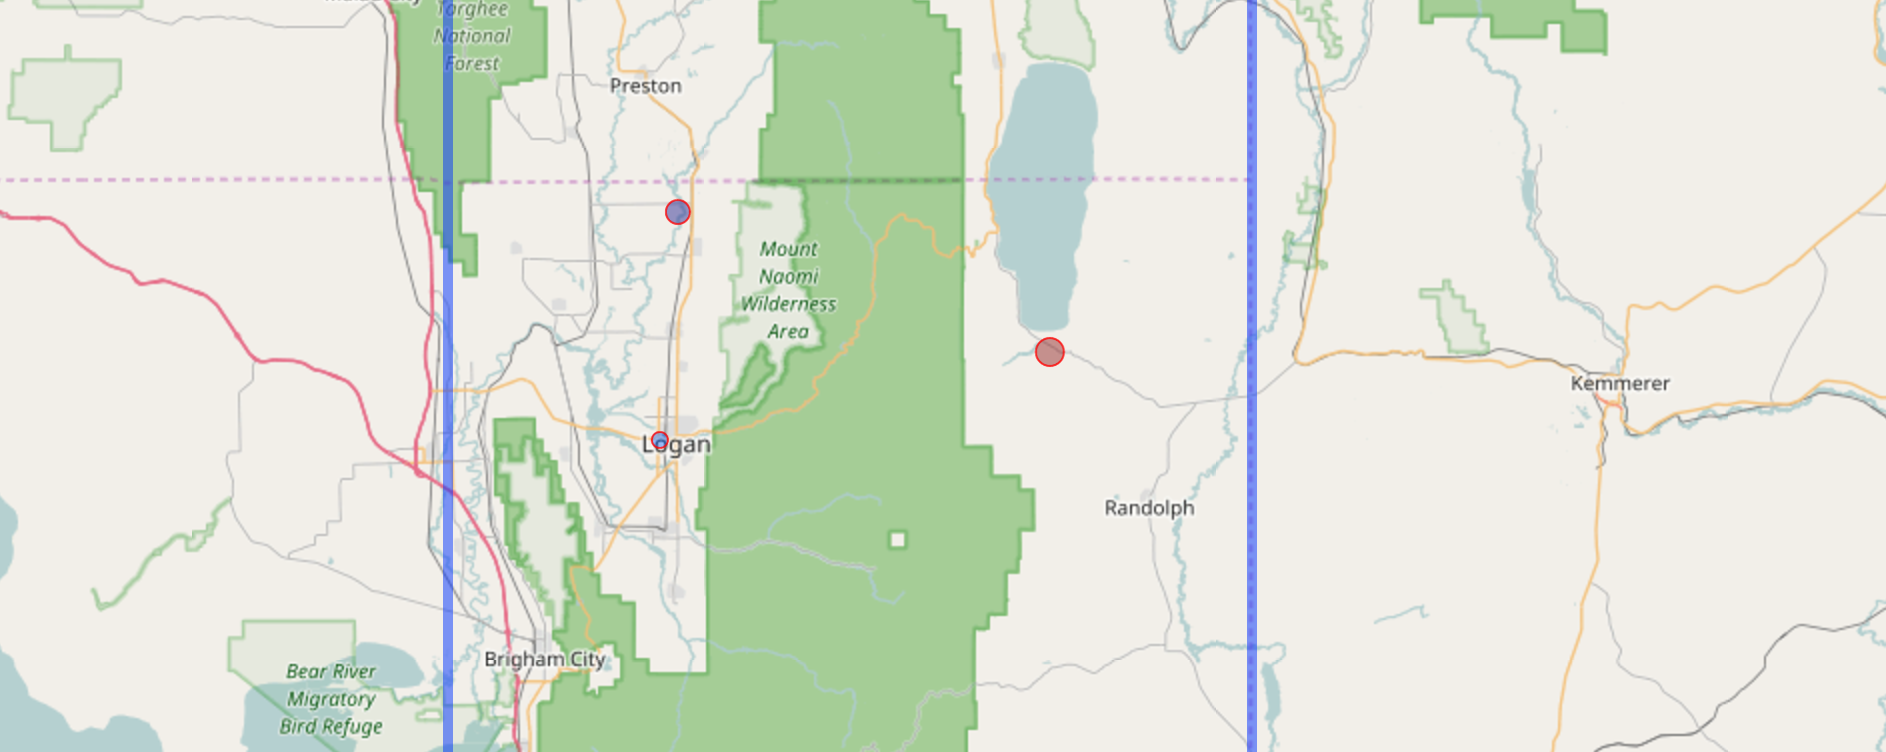 Targhee
National
Forest
Preston
Mount
Naomi
Wilderness
Area
Kemmerer
Logan
Randolph
Brigham City
Bear River
Migratory
Bird Refuge